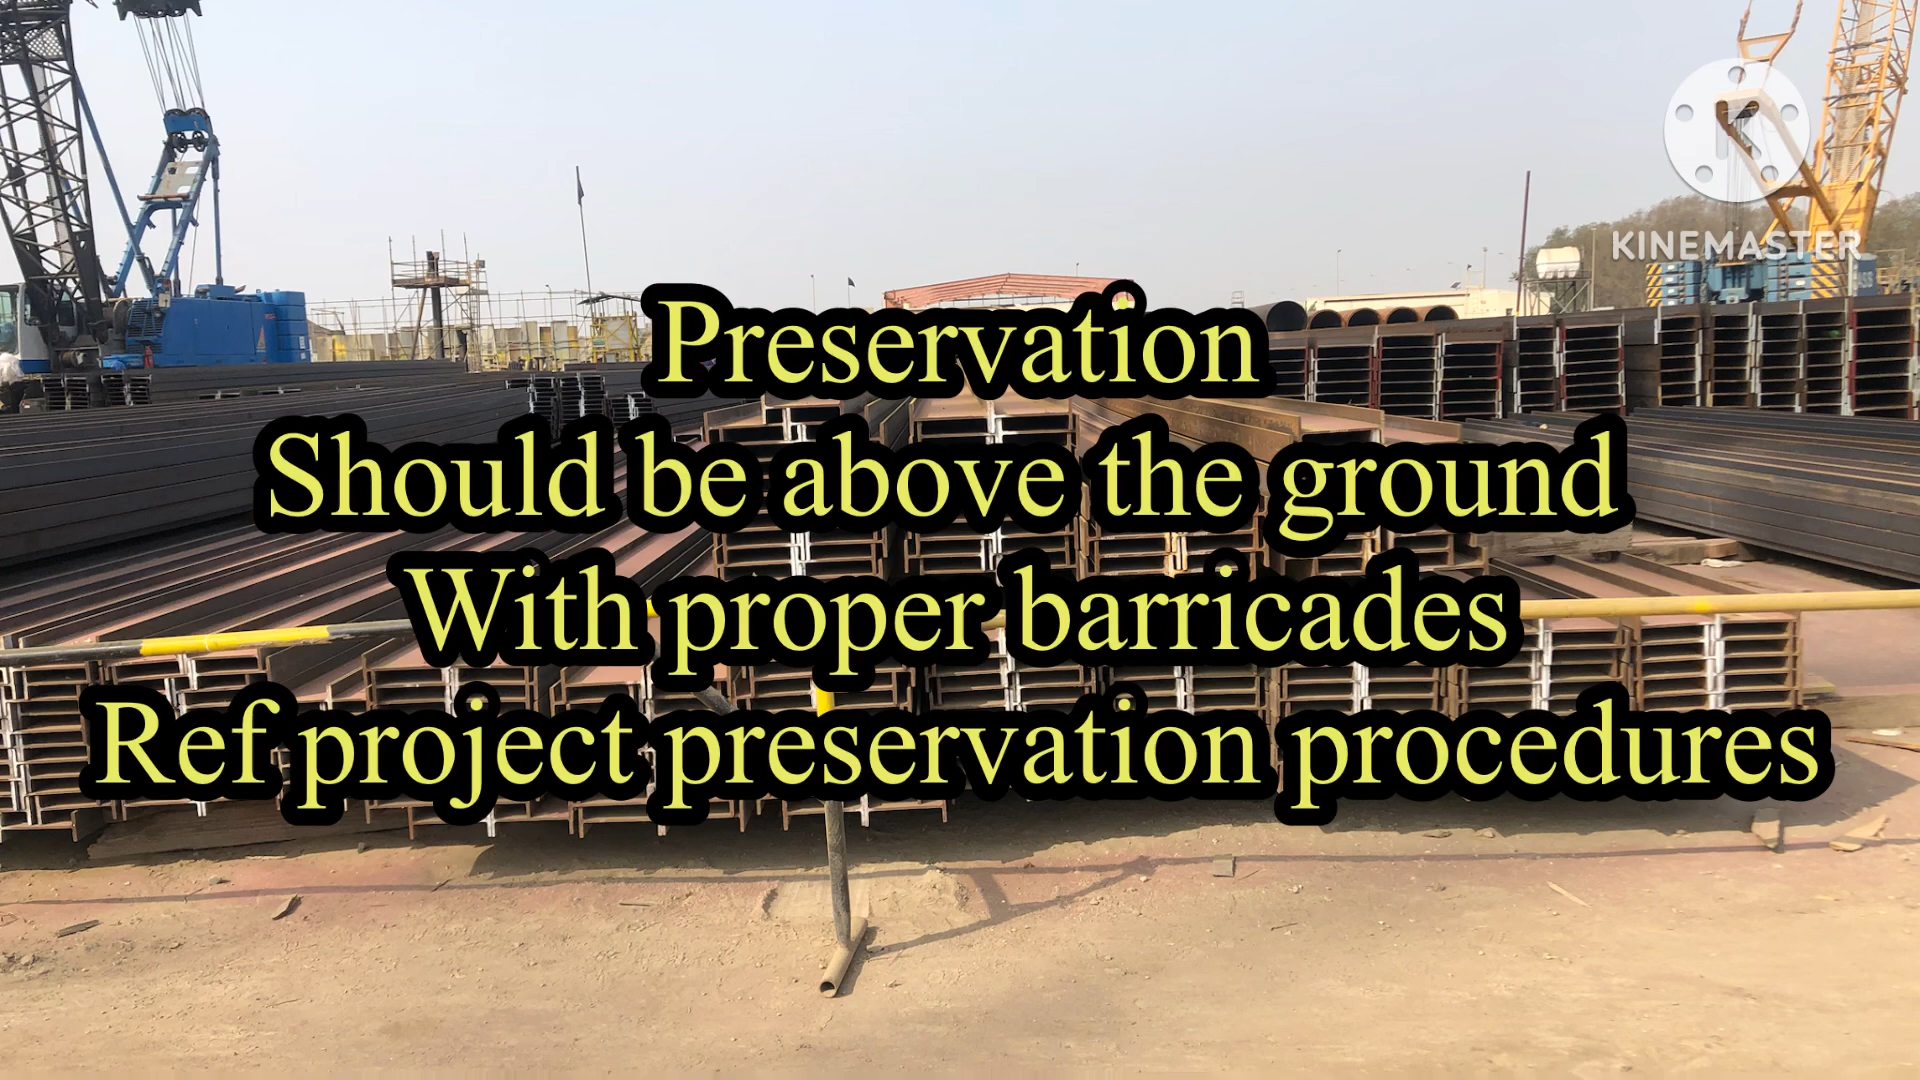 KINEMASTER
Preservation
Should be above the ground
With proper barricades
Ref project preservation procedures